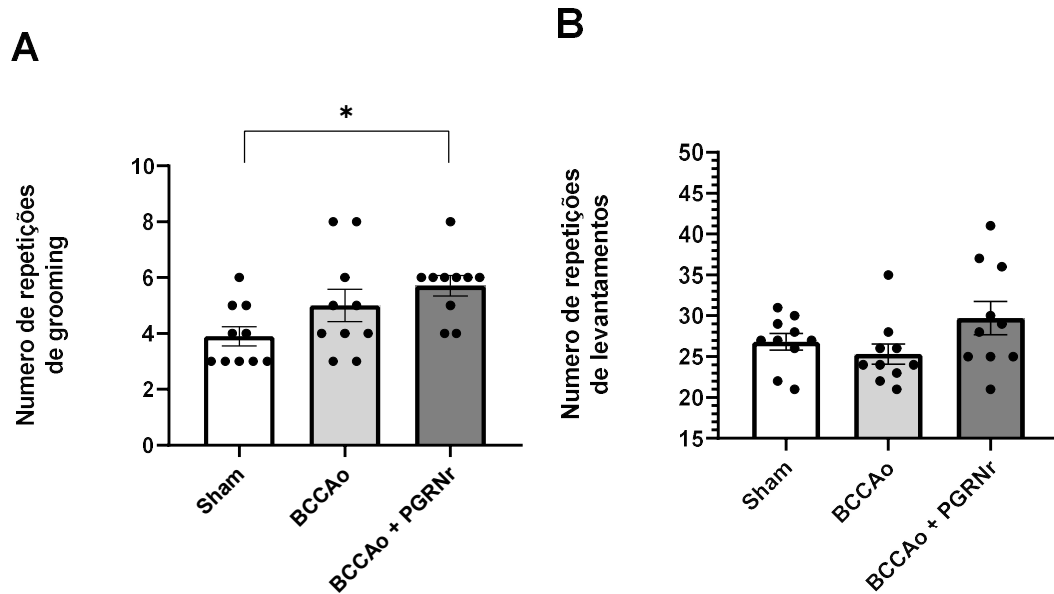 A
*
Numero de repetições
de grooming
10
8
6
4
2
0
Sham
BCCAo
BCCAo + PGRNr
B
Numero de repetições
de levantamentos
50
45
40
35
30
25
20
15
Sham
BCCAo
BCCAo + PGRNr